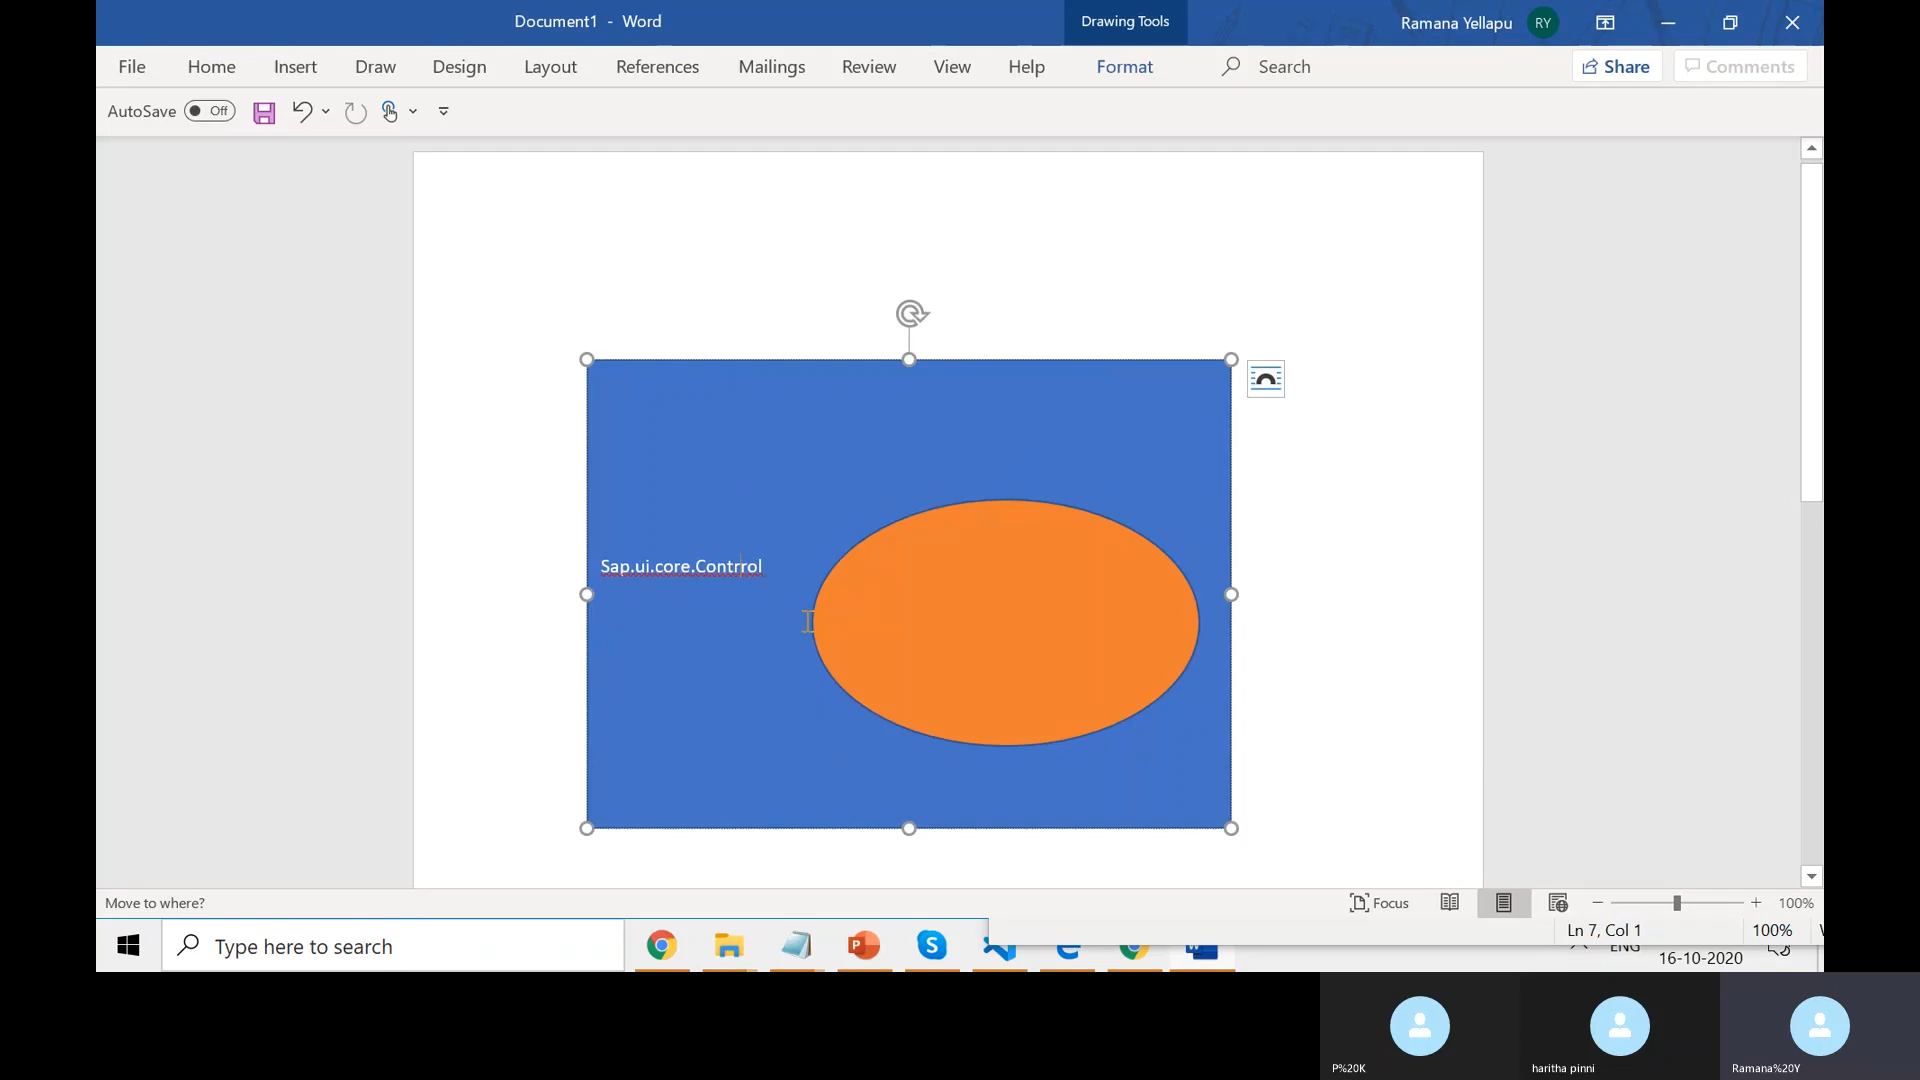 Document1 - Word
Drawing Tools
Ramana Yellapu
RY
File
Home
Insert
Draw
Design
Layout
References
Mailings
Review
View
Help
Format
Search
Share
Comments
AutoSave
Off
Sap.ui.core.Contrrol
Move to where?
Focus
100%
Ln 7, Col 1
100%
Type here to search
ENG
16-10-2020
P%20K
haritha pinni
Ramana%20Y